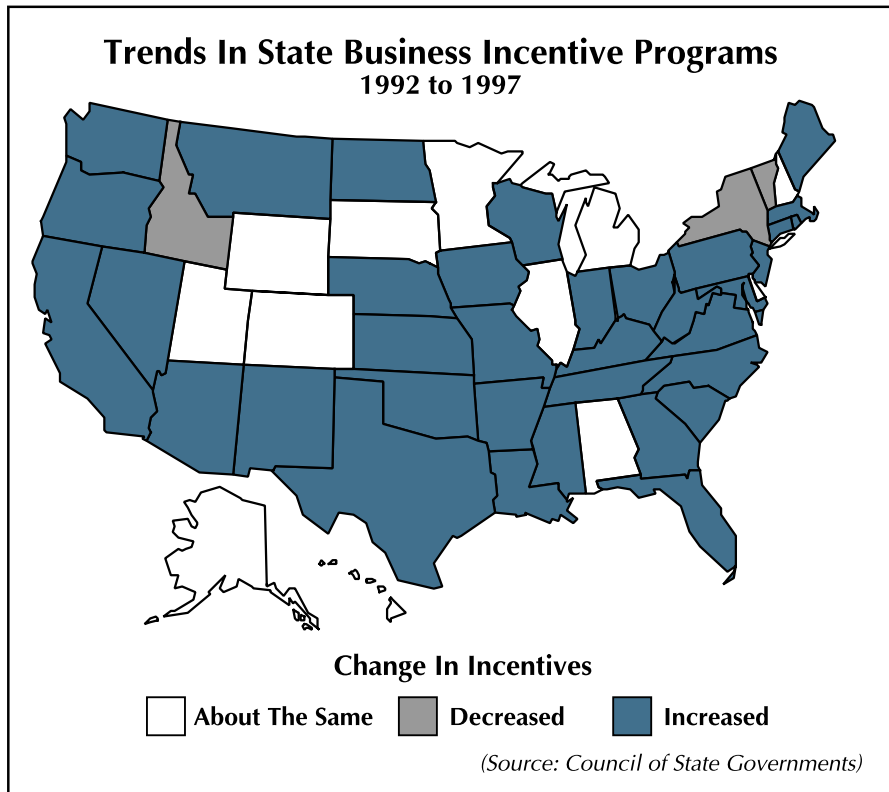 Trends In State Business Incentive Programs
1992 to 1997
Change In Incentives
About The Same Decreased Increased
(Source: Council of State Governments)